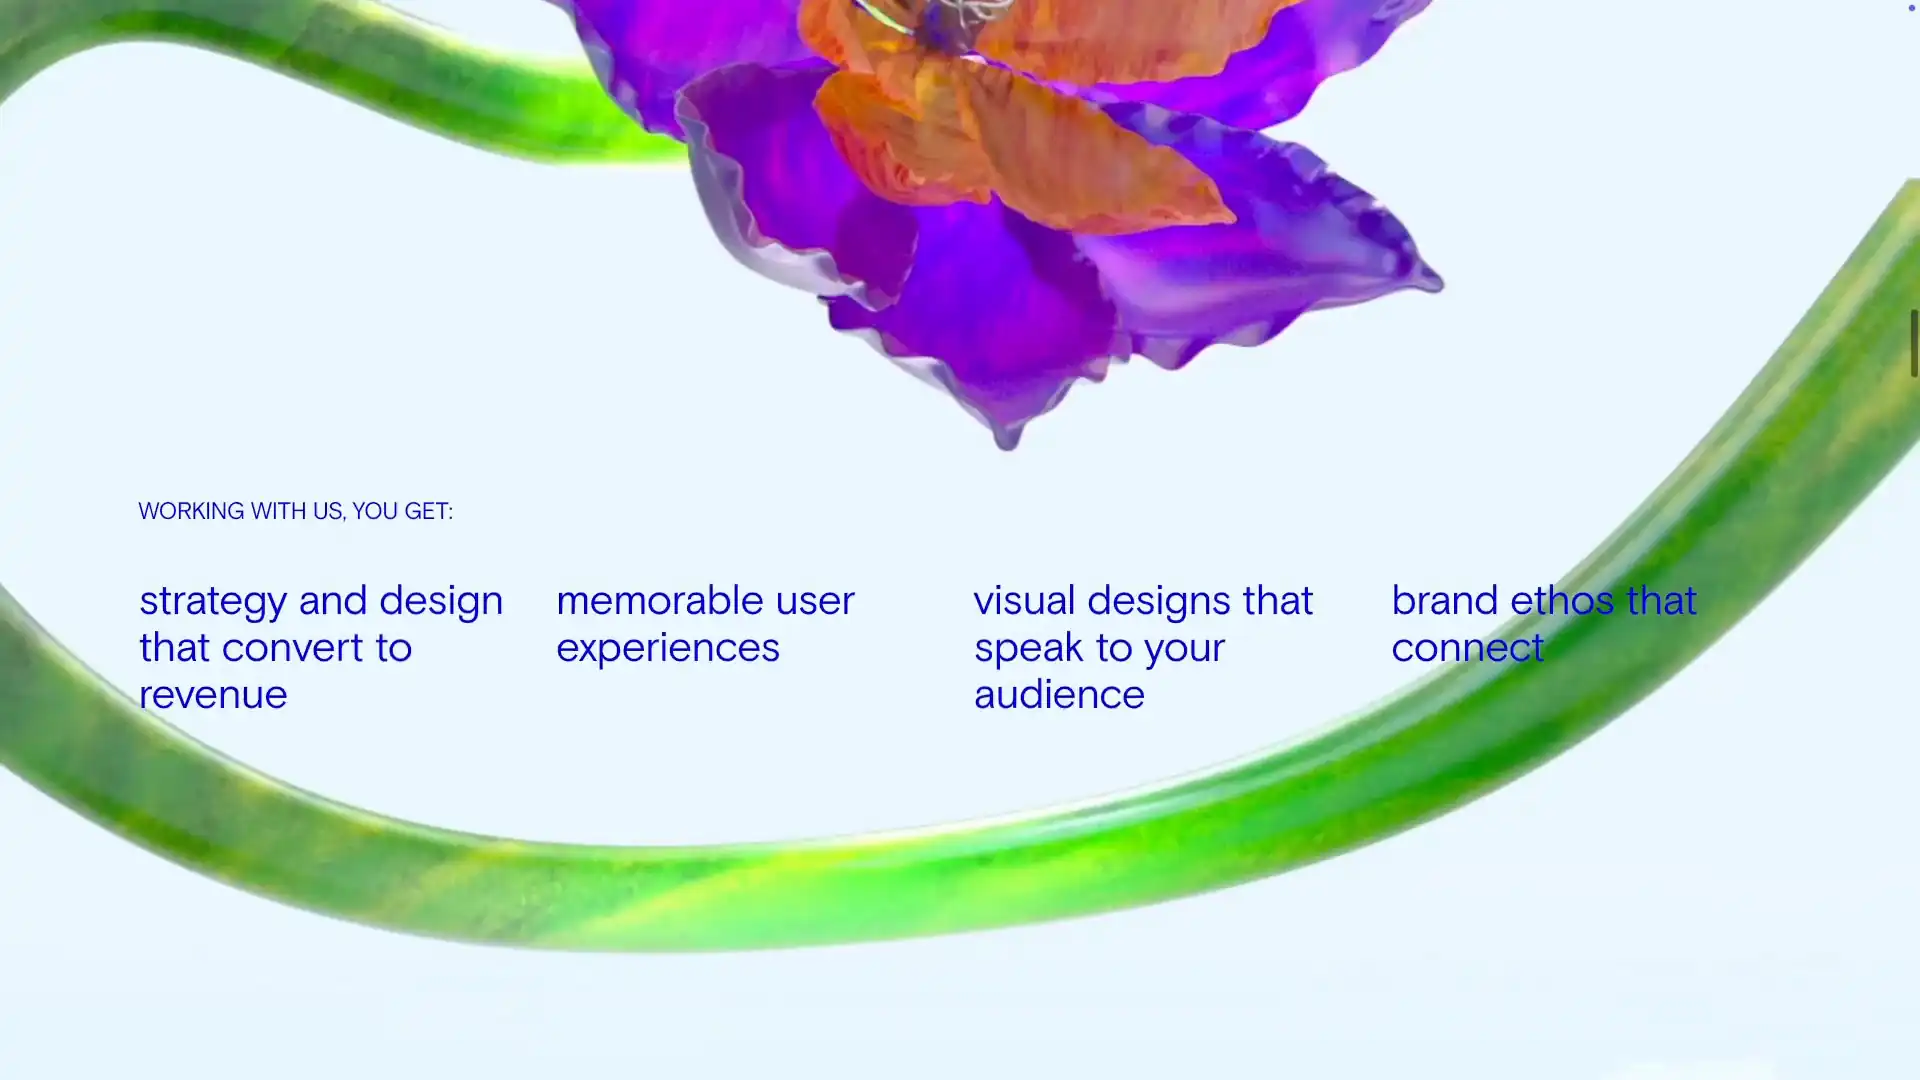 WORKING WITH US, YOU GET:
strategy and design
that convert to
revenue
memorable user
experiences
visual designs that
speak to your
audience
brand ethos that
connect